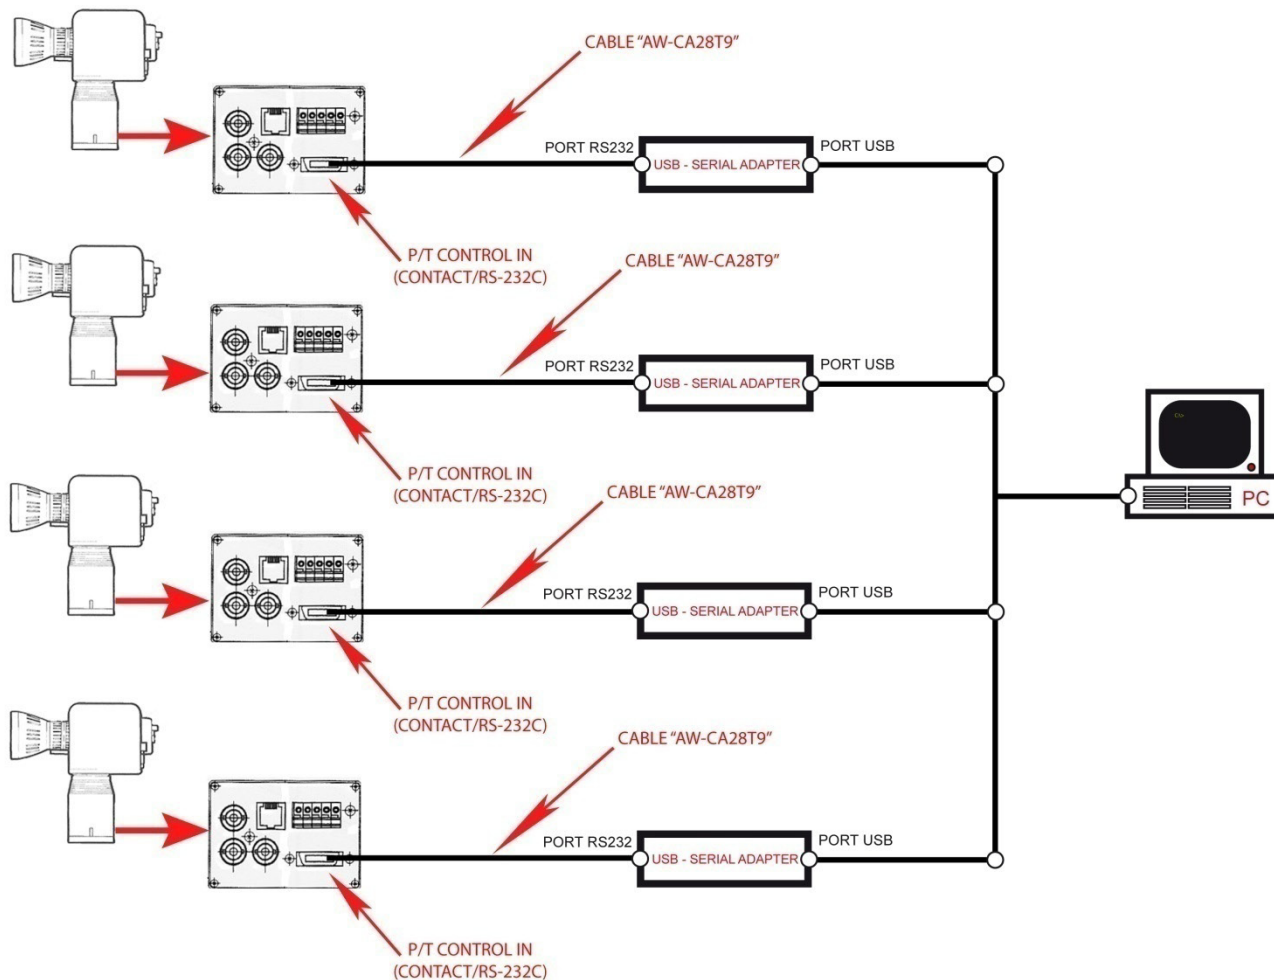 CABLE "AW-CA28T9"
PORT RS232
USB - SERIAL ADAPTER
PORT USB
P/T CONTROL IN
(CONTACT/RS-232C)
CABLE "AW-CA28T9"
PORT RS232
USB - SERIAL ADAPTER
PORT USB
P/T CONTROL IN
(CONTACT/RS-232C)
PC
CABLE "AW-CA28T9"
PORT RS232
USB - SERIAL ADAPTER
PORT USB
P/T CONTROL IN
(CONTACT/RS-232C)
CABLE "AW-CA28T9"
PORT RS232
USB - SERIAL ADAPTER
PORT USB
P/T CONTROL IN
(CONTACT/RS-232C)